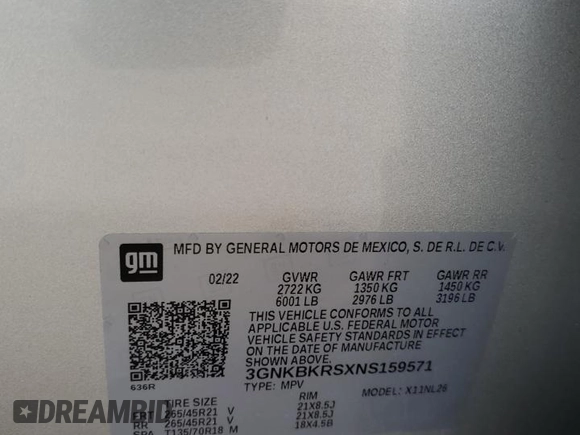 gm
MFD BY GENERAL MOTORS DE MEXICO, S. DE R.L. DE C.V.
02/22 GVWR GAWR FRT GAWR RR
2722 KG 1350 KG 1450 KG
6001 LB 2976 LB 3196 LB
THIS VEHICLE CONFORMS TO ALL
APPLICABLE U.S. FEDERAL MOTOR
VEHICLE SAFETY STANDARDS IN EFFECT
ON THE DATE OF MANUFACTURE
SHOWN ABOVE.
3GNKBKRSXNS159571
636R TYPE: MPV MODEL: X11NL26
TIRE SIZE RIM
FRT 265/45R21 V 21X8.5J
RR 265/45R21 V 21X8.5J
SPA T135/70R18 M 18X4.5B
DREAMBID